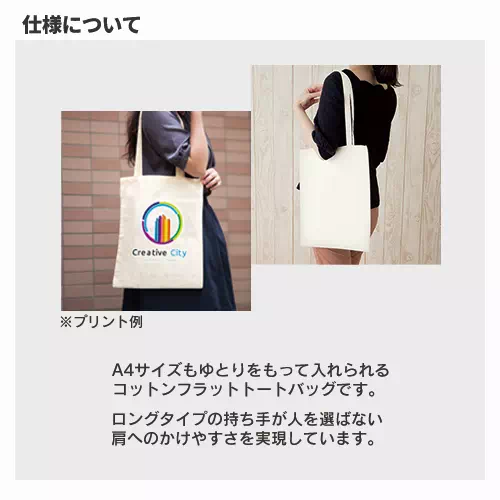 仕様について
Creative City
※プリント例
A4サイズもゆとりをもって入れられる
コットンフラットトートバッグです。
ロングタイプの持ち手が人を選ばない
肩へのかけやすさを実現しています。